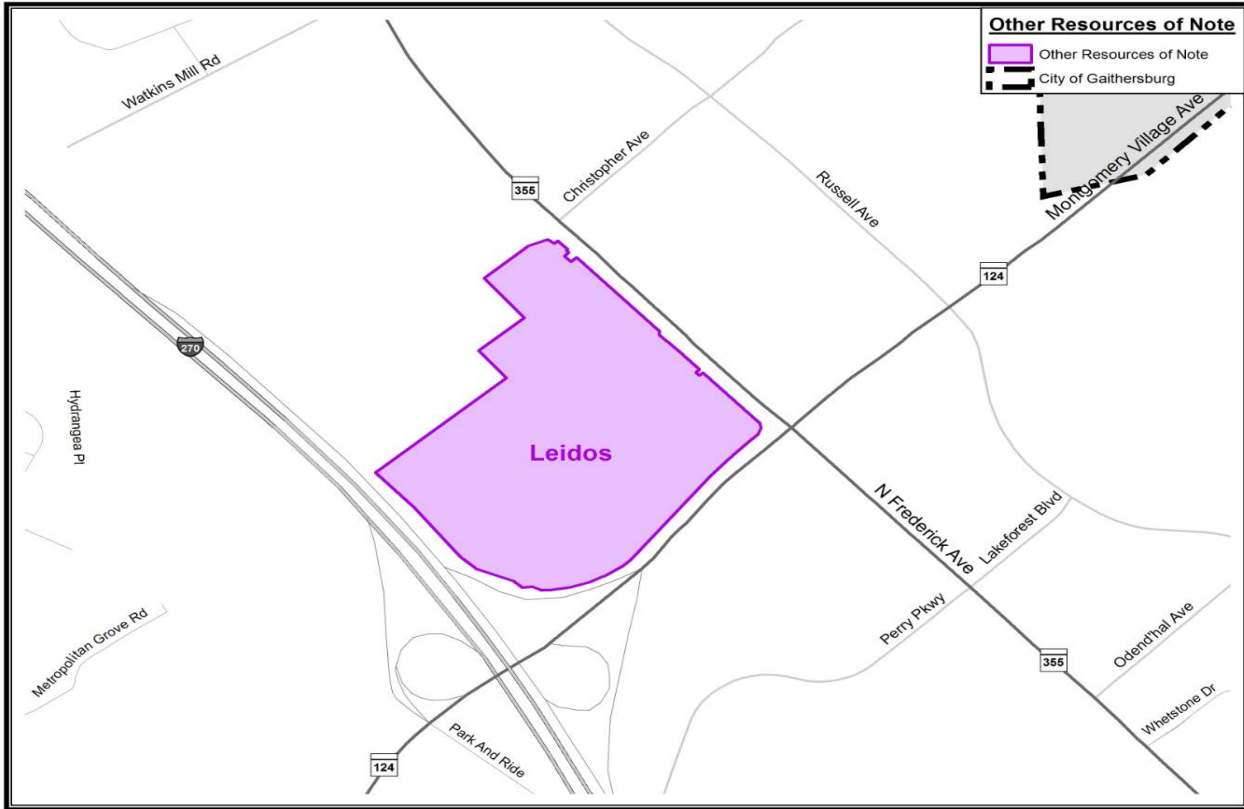 Other Resources of Note
Other Resources of Note
City of Gaithersburg
Watkins Mill Rd
Christopher Ave
Montgomery Village Ave
355
Russell Ave
124
270
Hydrangea Pl
Leidos
N Frederick Ave
Lakeforest Blvd
Perry Pkwy
Metropolitan Grove Rd
Odend'hal Ave
355
Whetstone Dr
Park And Ride
124